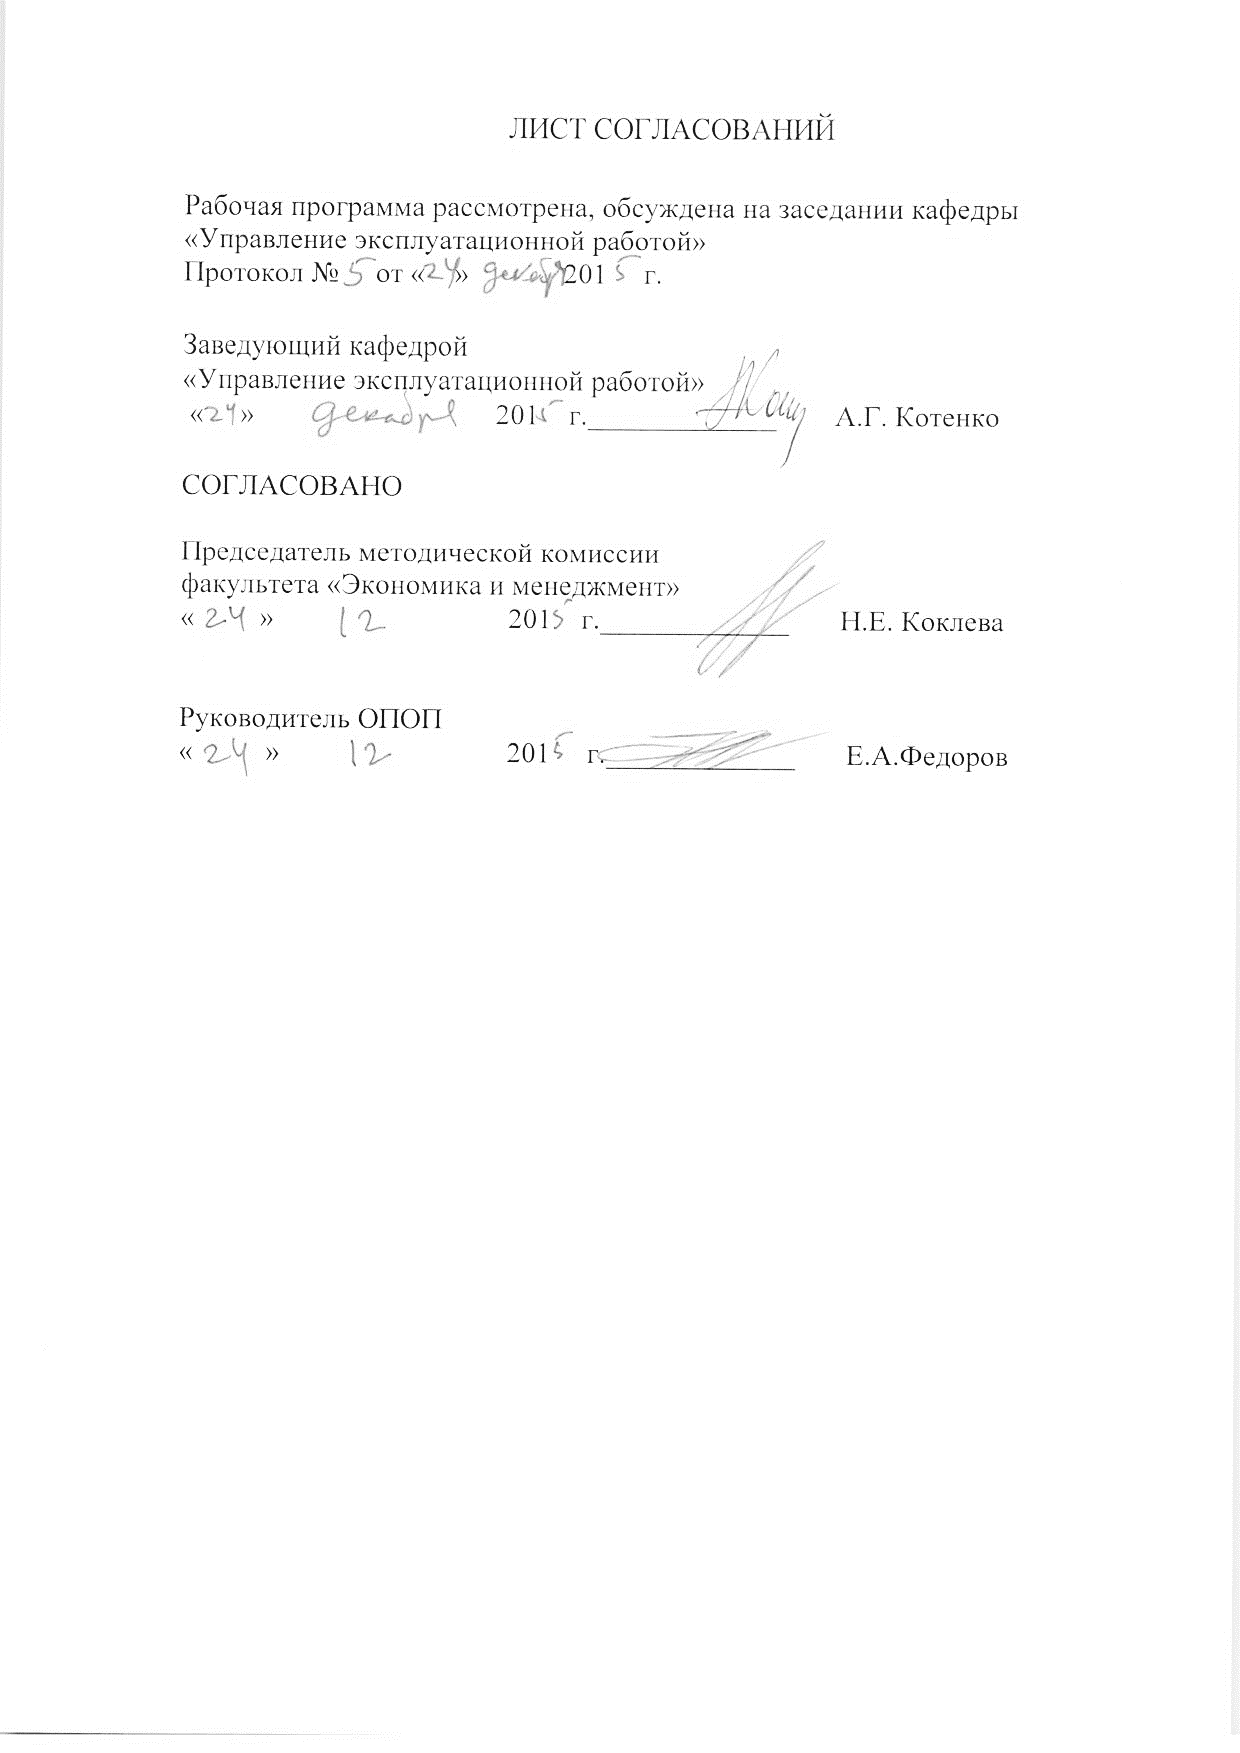 ЛИСТ СОГЛАСОВАНИЙ
Рабочая программа рассмотрена, обсуждена на заседании кафедры
«Управление эксплуатационной работой»
Протокол № 5 от «24» декабря 2015 г.
Заведующий кафедрой
«Управление эксплуатационной работой»
«24» декабря 2015 г. А.Г. Котенко
СОГЛАСОВАНО
Председатель методической комиссии
факультета «Экономика и менеджмент»
« 24 » 12 2015 г. Н.Е. Коклева
Руководитель ОПОП
« 24 » 12 2015 г. Е.А.Федоров